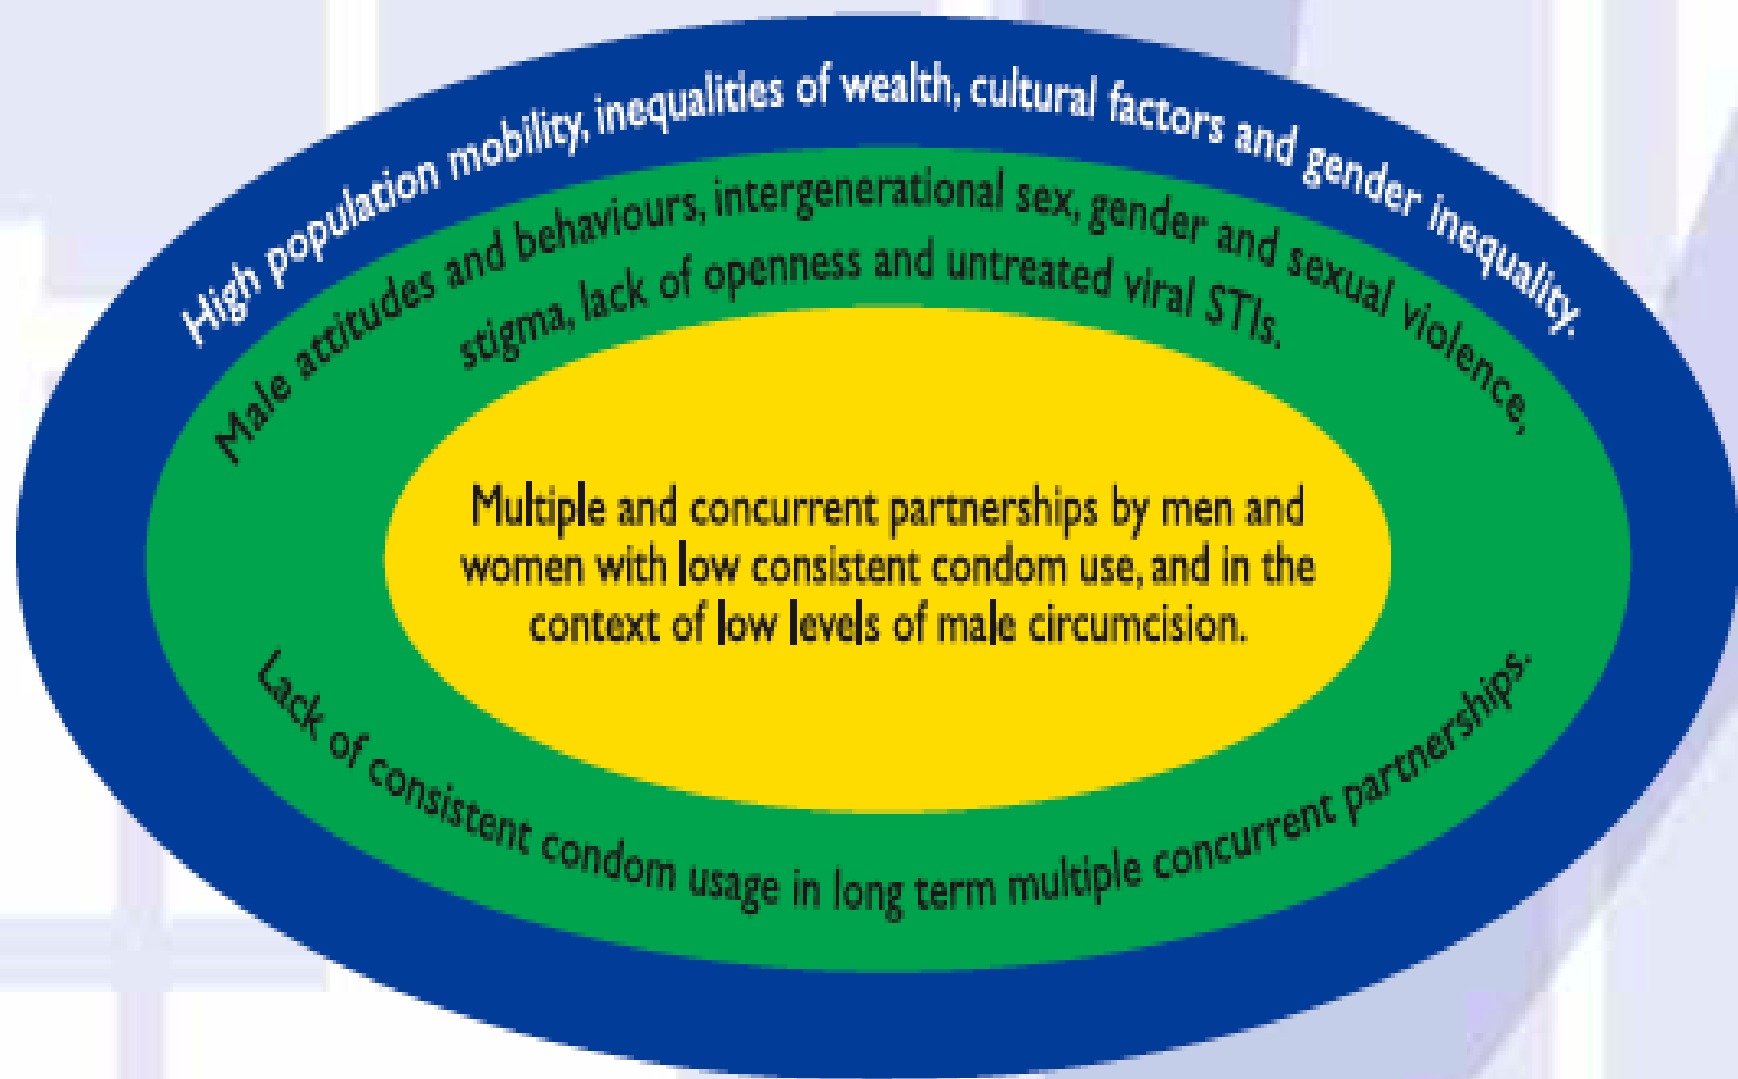 High population mobility, inequalities of wealth, cultural factors and gender inequality.
Male attitudes and behaviours, intergenerational sex, gender and sexual violence,
stigma, lack of openness and untreated viral STIs.
Multiple and concurrent partnerships by men and
women with low consistent condom use, and in the
context of low levels of male circumcision.
Lack of consistent condom usage in long term multiple concurrent partnerships.